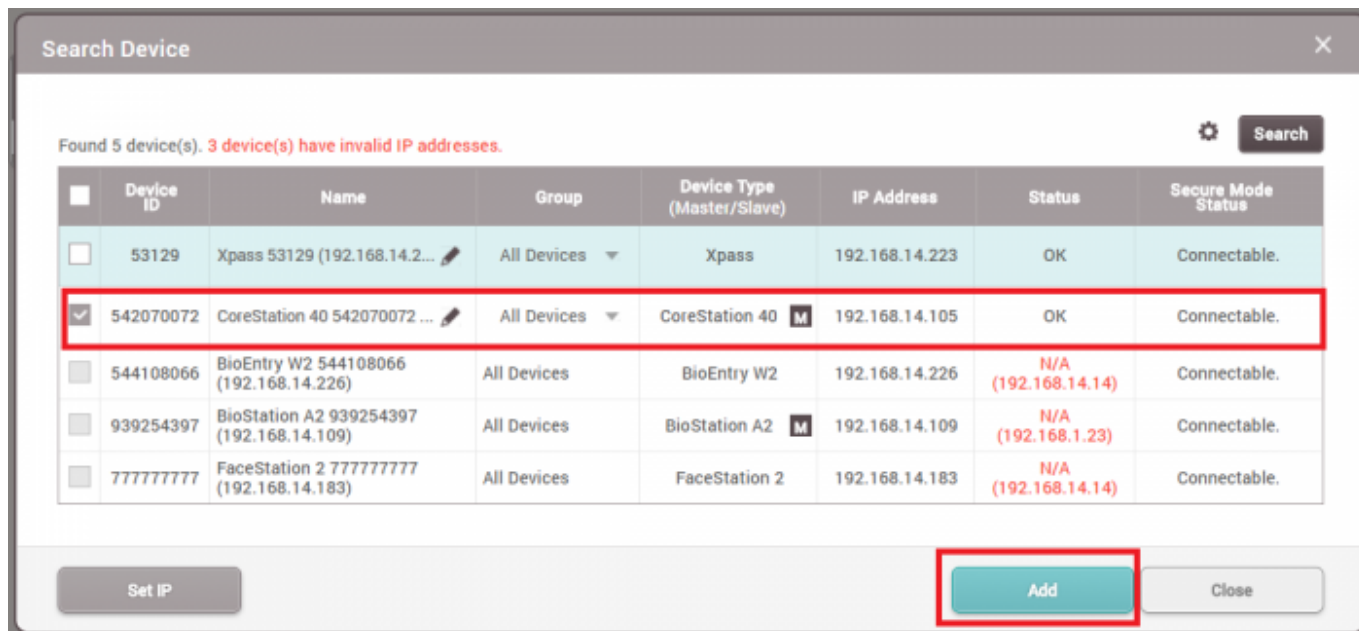 Search Device
Found 5 device(s). 3 device(s) have invalid IP addresses.
Search
Device ID Name Group Device Type (Master/Slave) IP Address Status Secure Mode Status
53129 Xpass 53129 (192.168.14.2... All Devices Xpass 192.168.14.223 OK Connectable.
542070072 CoreStation 40 542070072 ... All Devices CoreStation 40 M 192.168.14.105 OK Connectable.
544108066 BioEntry W2 544108066 (192.168.14.226) All Devices BioEntry W2 192.168.14.226 N/A (192.168.14.14) Connectable.
939254397 BioStation A2 939254397 (192.168.14.109) All Devices BioStation A2 M 192.168.14.109 N/A (192.168.1.23) Connectable.
777777777 FaceStation 2 777777777 (192.168.14.183) All Devices FaceStation 2 192.168.14.183 N/A (192.168.14.14) Connectable.
Set IP Add Close